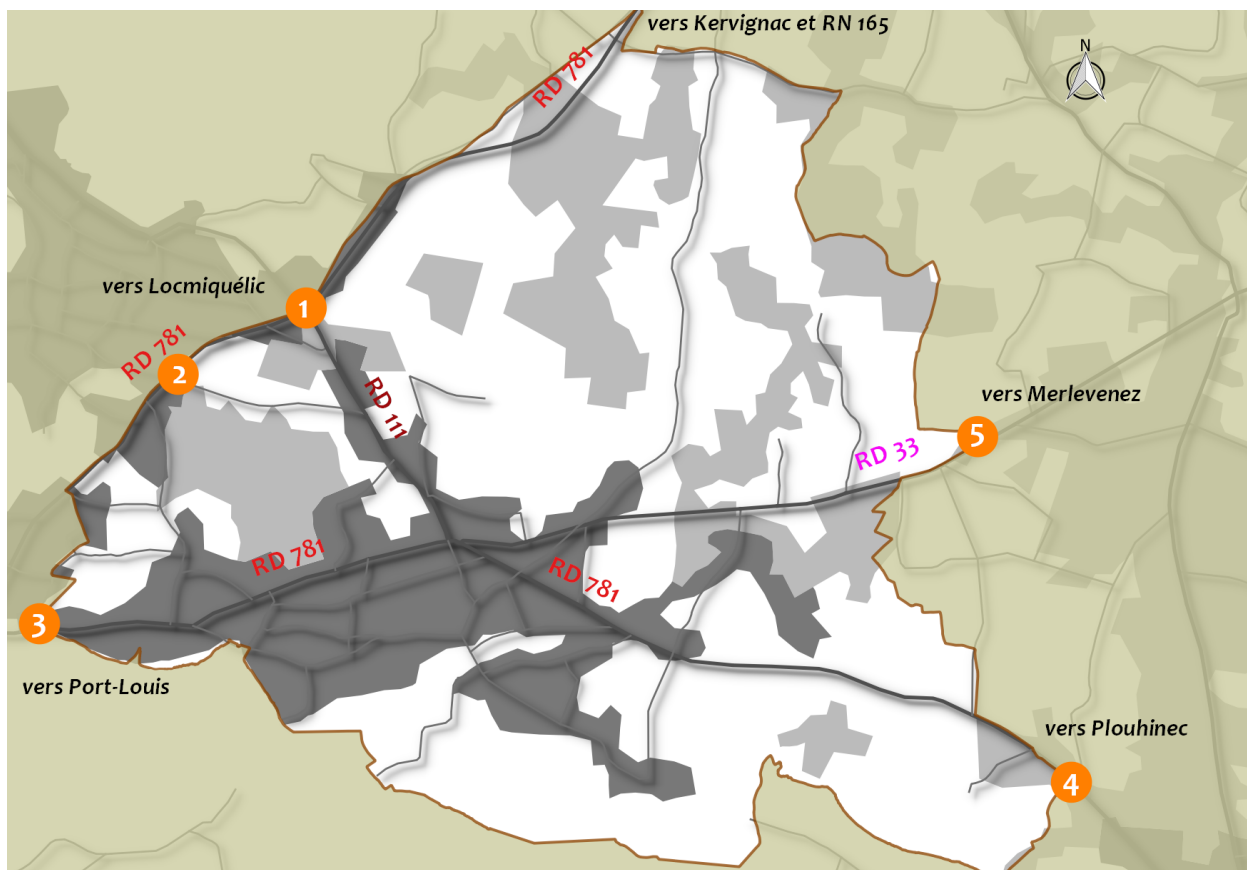 vers Kervignac et RN 165
RD 781
N
vers Locmiquélic
1
RD 781
2
RD 111
vers Merlevenez
5
RD 33
RD 781
RD 781
3
vers Port-Louis
vers Plouhinec
4